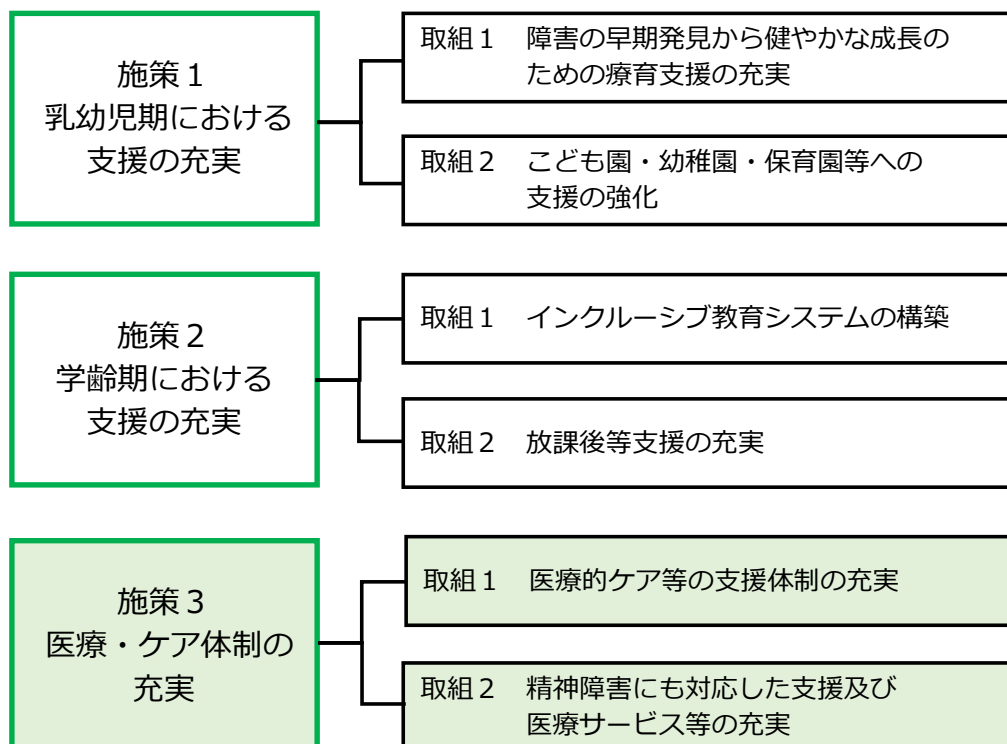 施策１
乳幼児期における
支援の充実
取組１　障害の早期発見から健やかな成長の
ための療育支援の充実
取組２　こども園・幼稚園・保育園等への
支援の強化
施策２
学齢期における
支援の充実
取組１　インクルーシブ教育システムの構築
取組２　放課後等支援の充実
施策３
医療・ケア体制の
充実
取組１　医療的ケア等の支援体制の充実
取組２　精神障害にも対応した支援及び
医療サービス等の充実